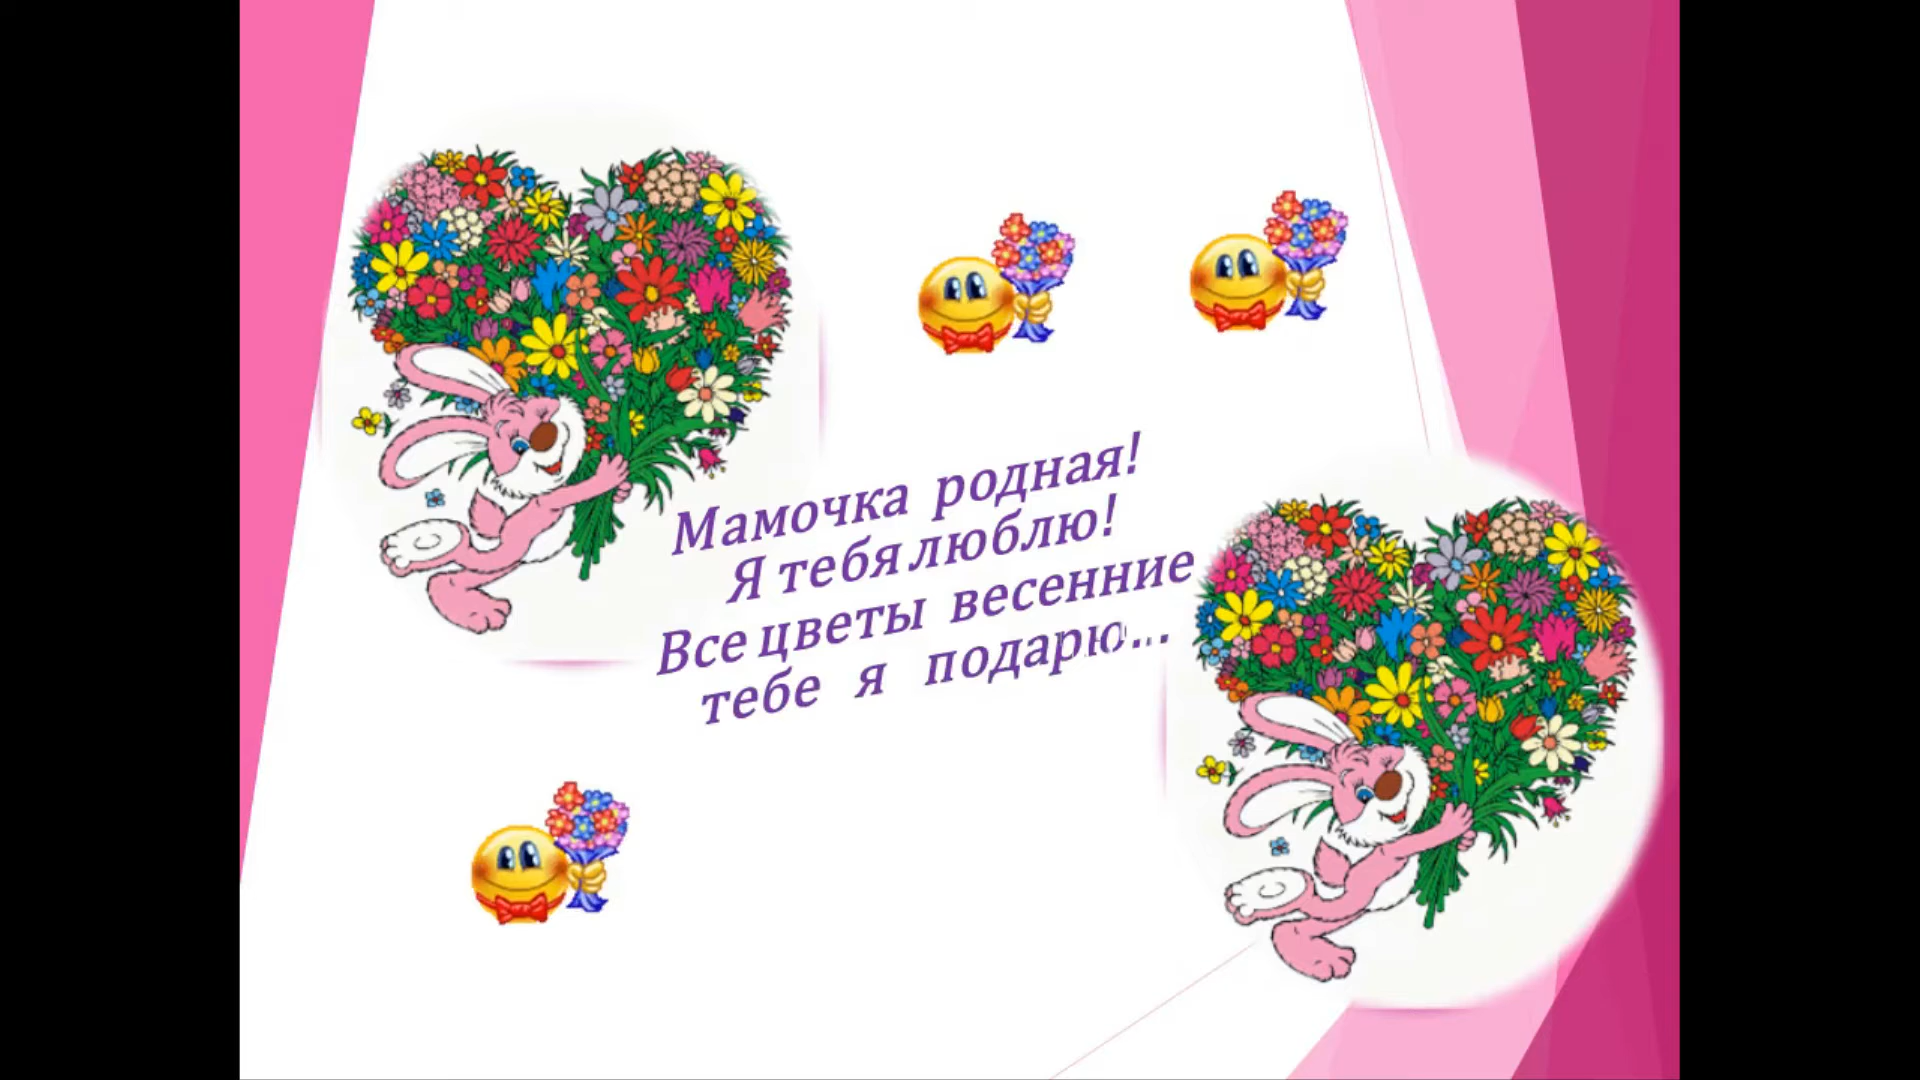 Мамочка родная!
Я тебя люблю!
Все цветы весенние
тебе я подарю...